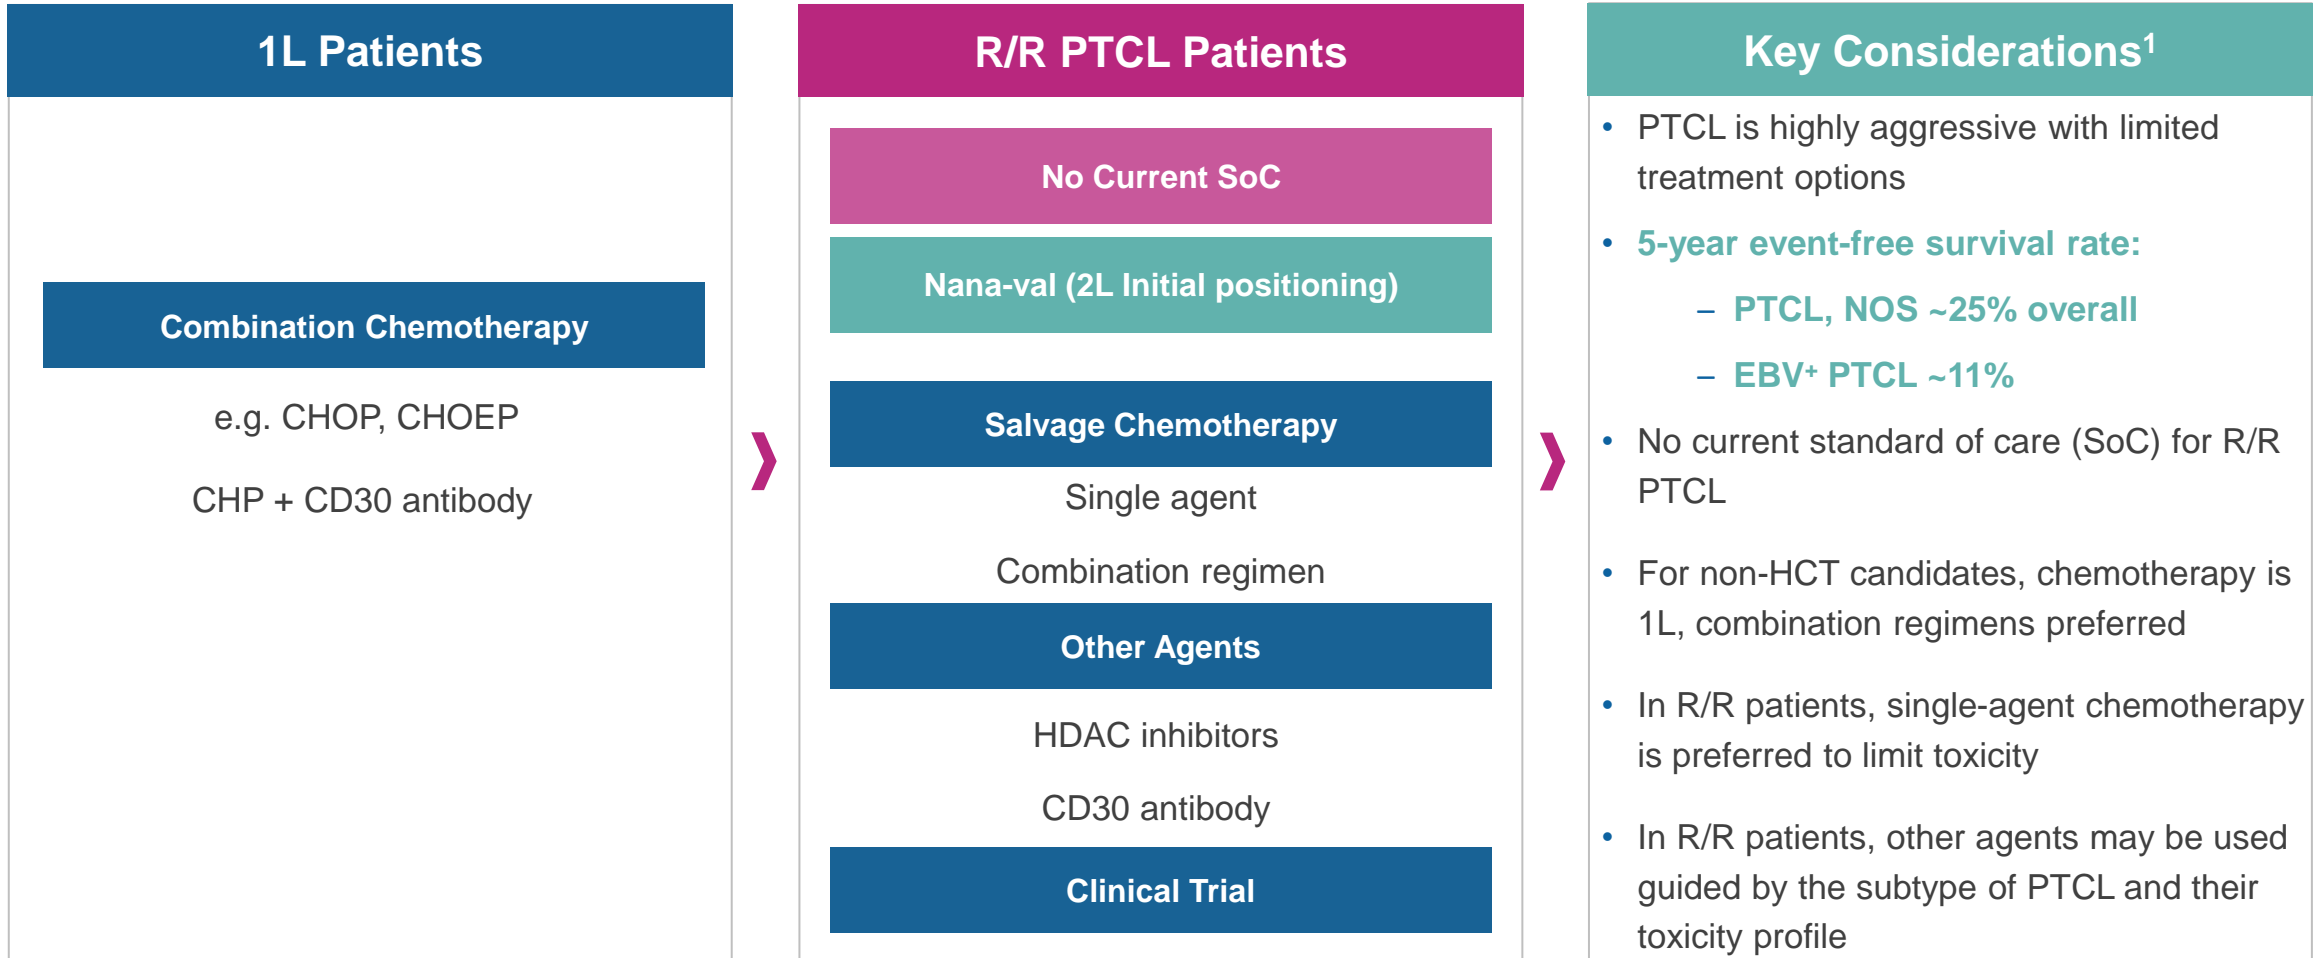 1L Patients
Combination Chemotherapy
e.g. CHOP, CHOEP
CHP + CD30 antibody
R/R PTCL Patients
No Current SoC
Nana-val (2L Initial positioning)
Salvage Chemotherapy
Single agent
Combination regimen
Other Agents
HDAC inhibitors
CD30 antibody
Clinical Trial
Key Considerations¹
• PTCL is highly aggressive with limited
treatment options
• 5-year event-free survival rate:
– PTCL, NOS ~25% overall
– EBV⁺ PTCL ~11%
• No current standard of care (SoC) for R/R
PTCL
• For non-HCT candidates, chemotherapy is
1L, combination regimens preferred
• In R/R patients, single-agent chemotherapy
is preferred to limit toxicity
• In R/R patients, other agents may be used
guided by the subtype of PTCL and their
toxicity profile